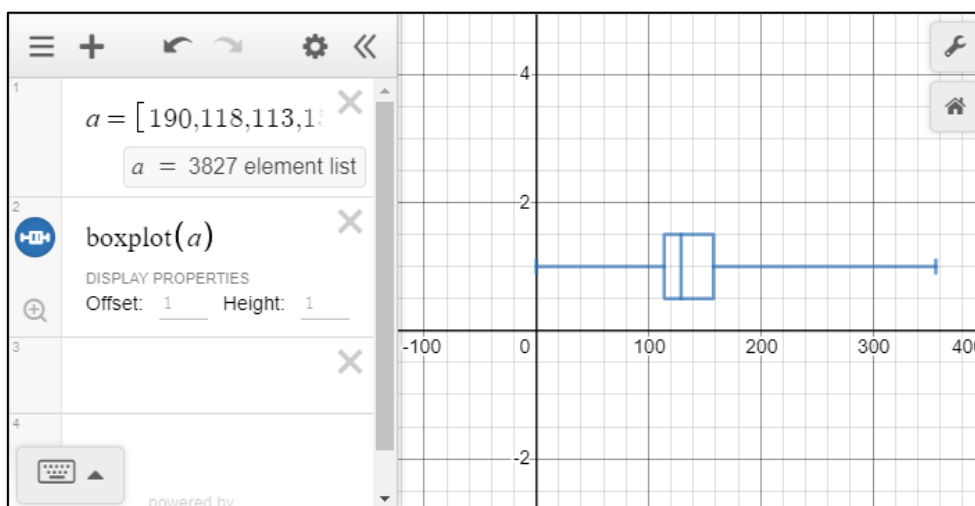 1
a = [190,118,113,1
a = 3827 element list
2
boxplot(a)
DISPLAY PROPERTIES
Offset: 1 Height: 1
3
4
powered by
4
2
-100 0 100 200 300 40
-2